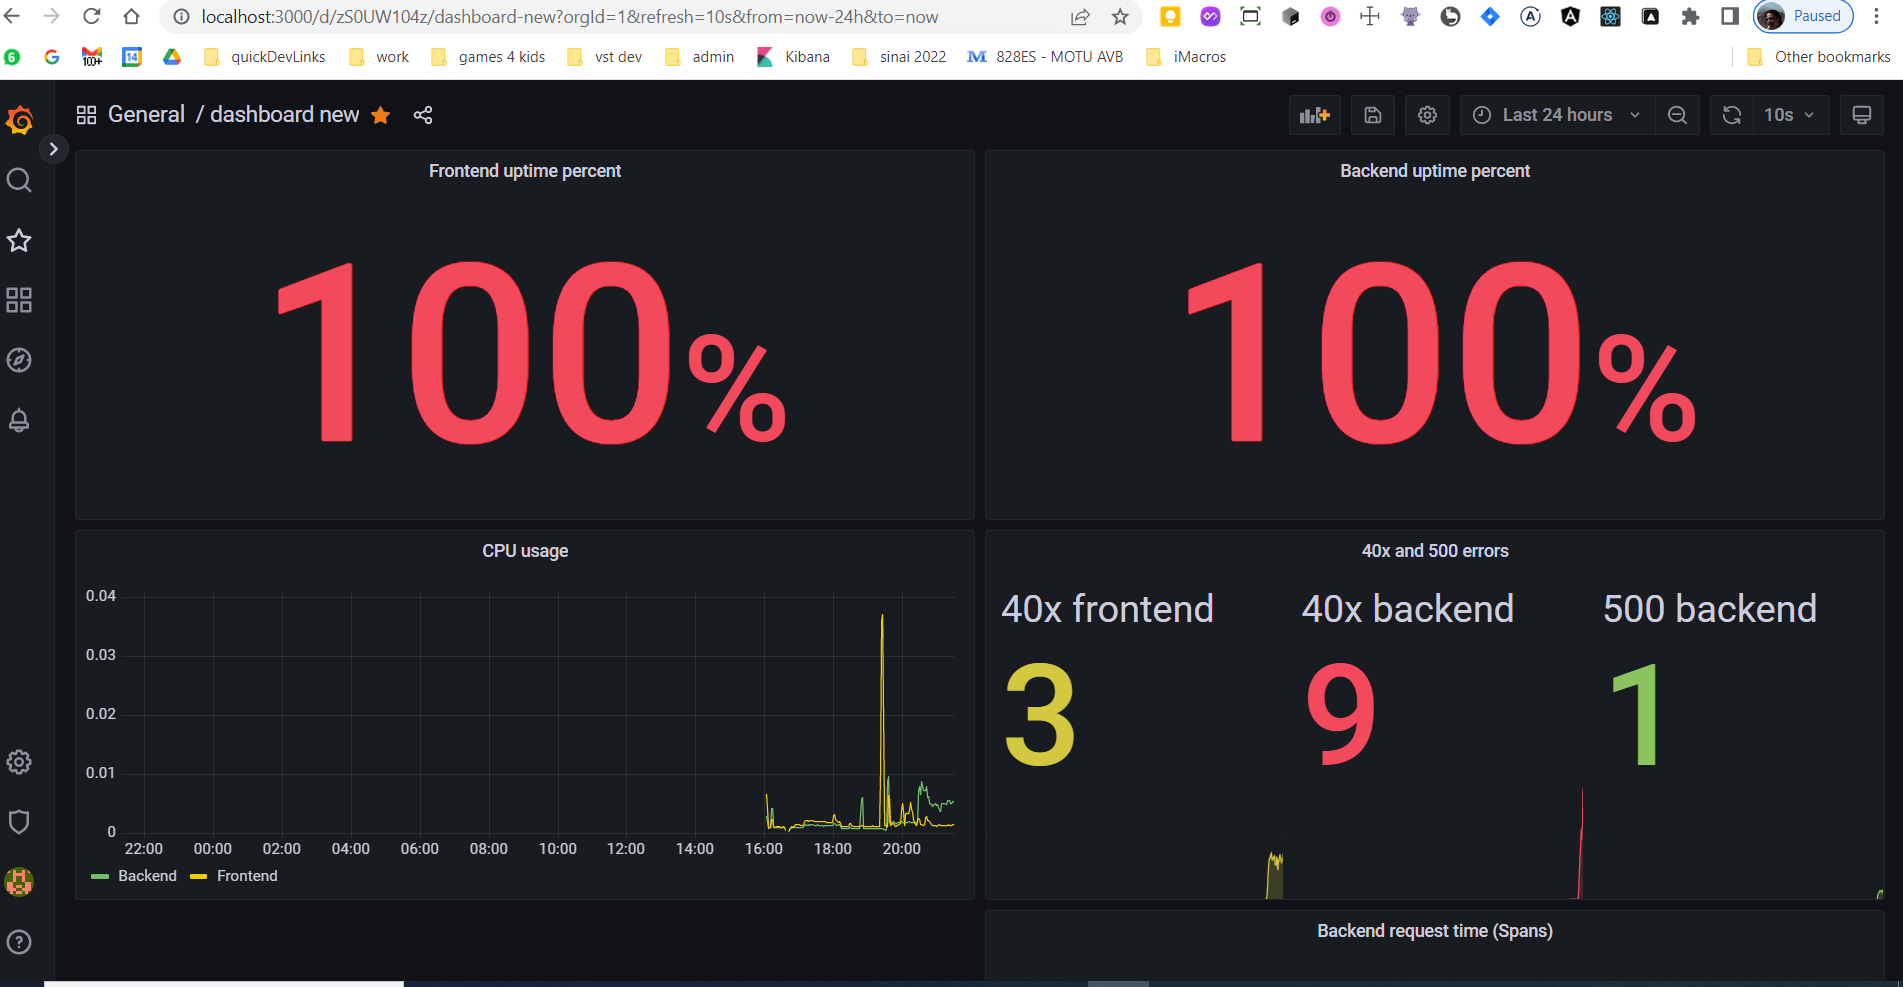 localhost:3000/d/zS0UW104z/dashboard-new?orgId=1&refresh=10s&from=now-24h&to=now
Paused
6 100+ 14 quickDevLinks work games 4 kids vst dev admin Kibana sinai 2022 M 828ES - MOTU AVB iMacros Other bookmarks
General / dashboard new Last 24 hours 10s
Frontend uptime percent
100%
Backend uptime percent
100%
CPU usage
0.04
0.03
0.02
0.01
0
22:00 00:00 02:00 04:00 06:00 08:00 10:00 12:00 14:00 16:00 18:00 20:00
Backend Frontend
40x and 500 errors
40x frontend 40x backend 500 backend
3 9 1
Backend request time (Spans)